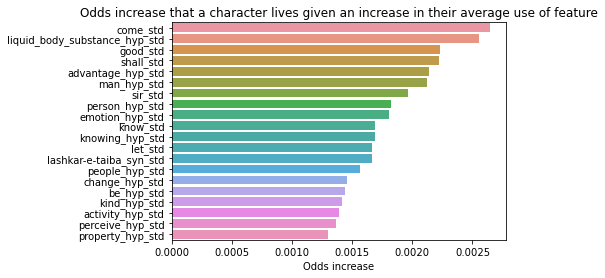 Odds increase that a character lives given an increase in their average use of feature
come_std
liquid_body_substance_hyp_std
good_std
shall_std
advantage_hyp_std
man_hyp_std
sir_std
person_hyp_std
emotion_hyp_std
know_std
knowing_hyp_std
let_std
lashkar-e-taiba_syn_std
people_hyp_std
change_hyp_std
be_hyp_std
kind_hyp_std
activity_hyp_std
perceive_hyp_std
property_hyp_std
0.0000 0.0005 0.0010 0.0015 0.0020 0.0025
Odds increase